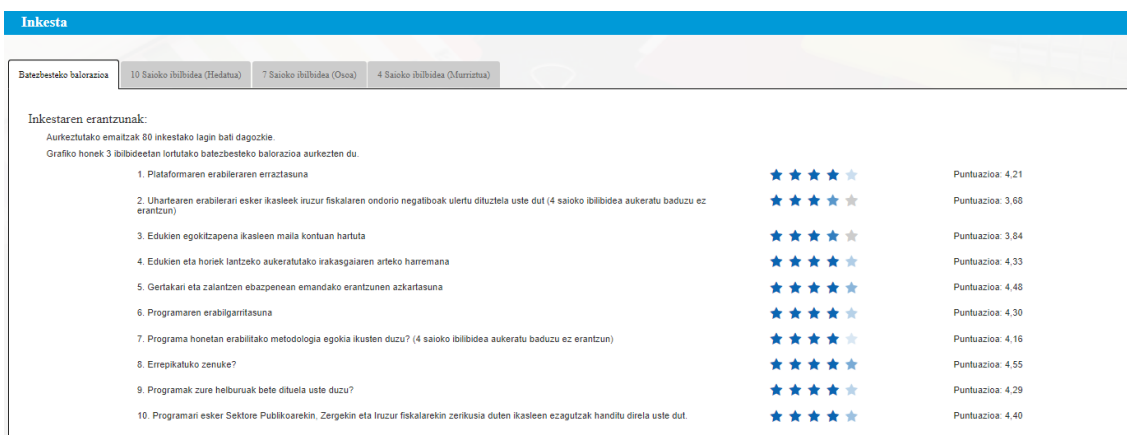 Inkesta
Batezbesteko balorazioa
10 Saioko ibilbidea (Hedatua)
7 Saioko ibilbidea (Osoa)
4 Saioko ibilbidea (Murriztua)
Inkestaren erantzunak:
Aurkeztutako emaitzak 80 inkestako lagin bati dagozkie.
Grafiko honek 3 ibilbideetan lortutako batezbesteko balorazioa aurkezten du.
1. Plataformaren erabileraren erraztasuna Puntuazioa: 4,21
2. Uhartearen erabilerari esker ikasleek iruzur fiskalaren ondorio negatiboak ulertu dituztela uste dut (4 saioko ibilbidea aukeratu baduzu ez Puntuazioa: 3,68
erantzun)
3. Edukien egokitzapena ikasleen maila kontuan hartuta Puntuazioa: 3,84
4. Edukien eta horiek lantzeko aukeratutako irakasgaiaren arteko harremana Puntuazioa: 4,33
5. Gertakari eta zalantzen ebazpenean emandako erantzunen azkartasuna Puntuazioa: 4,48
6. Programaren erabilgarritasuna Puntuazioa: 4,30
7. Programa honetan erabilitako metodologia egokia ikusten duzu? (4 saioko ibilibidea aukeratu baduzu ez erantzun) Puntuazioa: 4,16
8. Errepikatuko zenuke? Puntuazioa: 4,55
9. Programak zure helburuak bete dituela uste duzu? Puntuazioa: 4,29
10. Programari esker Sektore Publikoarekin, Zergekin eta Iruzur fiskalarekin zerikusia duten ikasleen ezagutzak handitu direla uste dut. Puntuazioa: 4,40